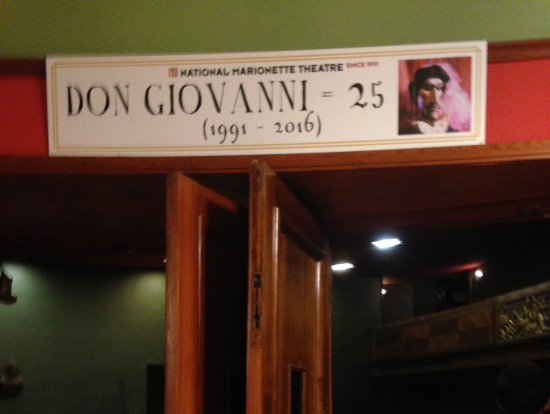 NATIONAL MARIONETTE THEATRE SINCE 1991
DON GIOVANNI = 25
(1991 - 2016)